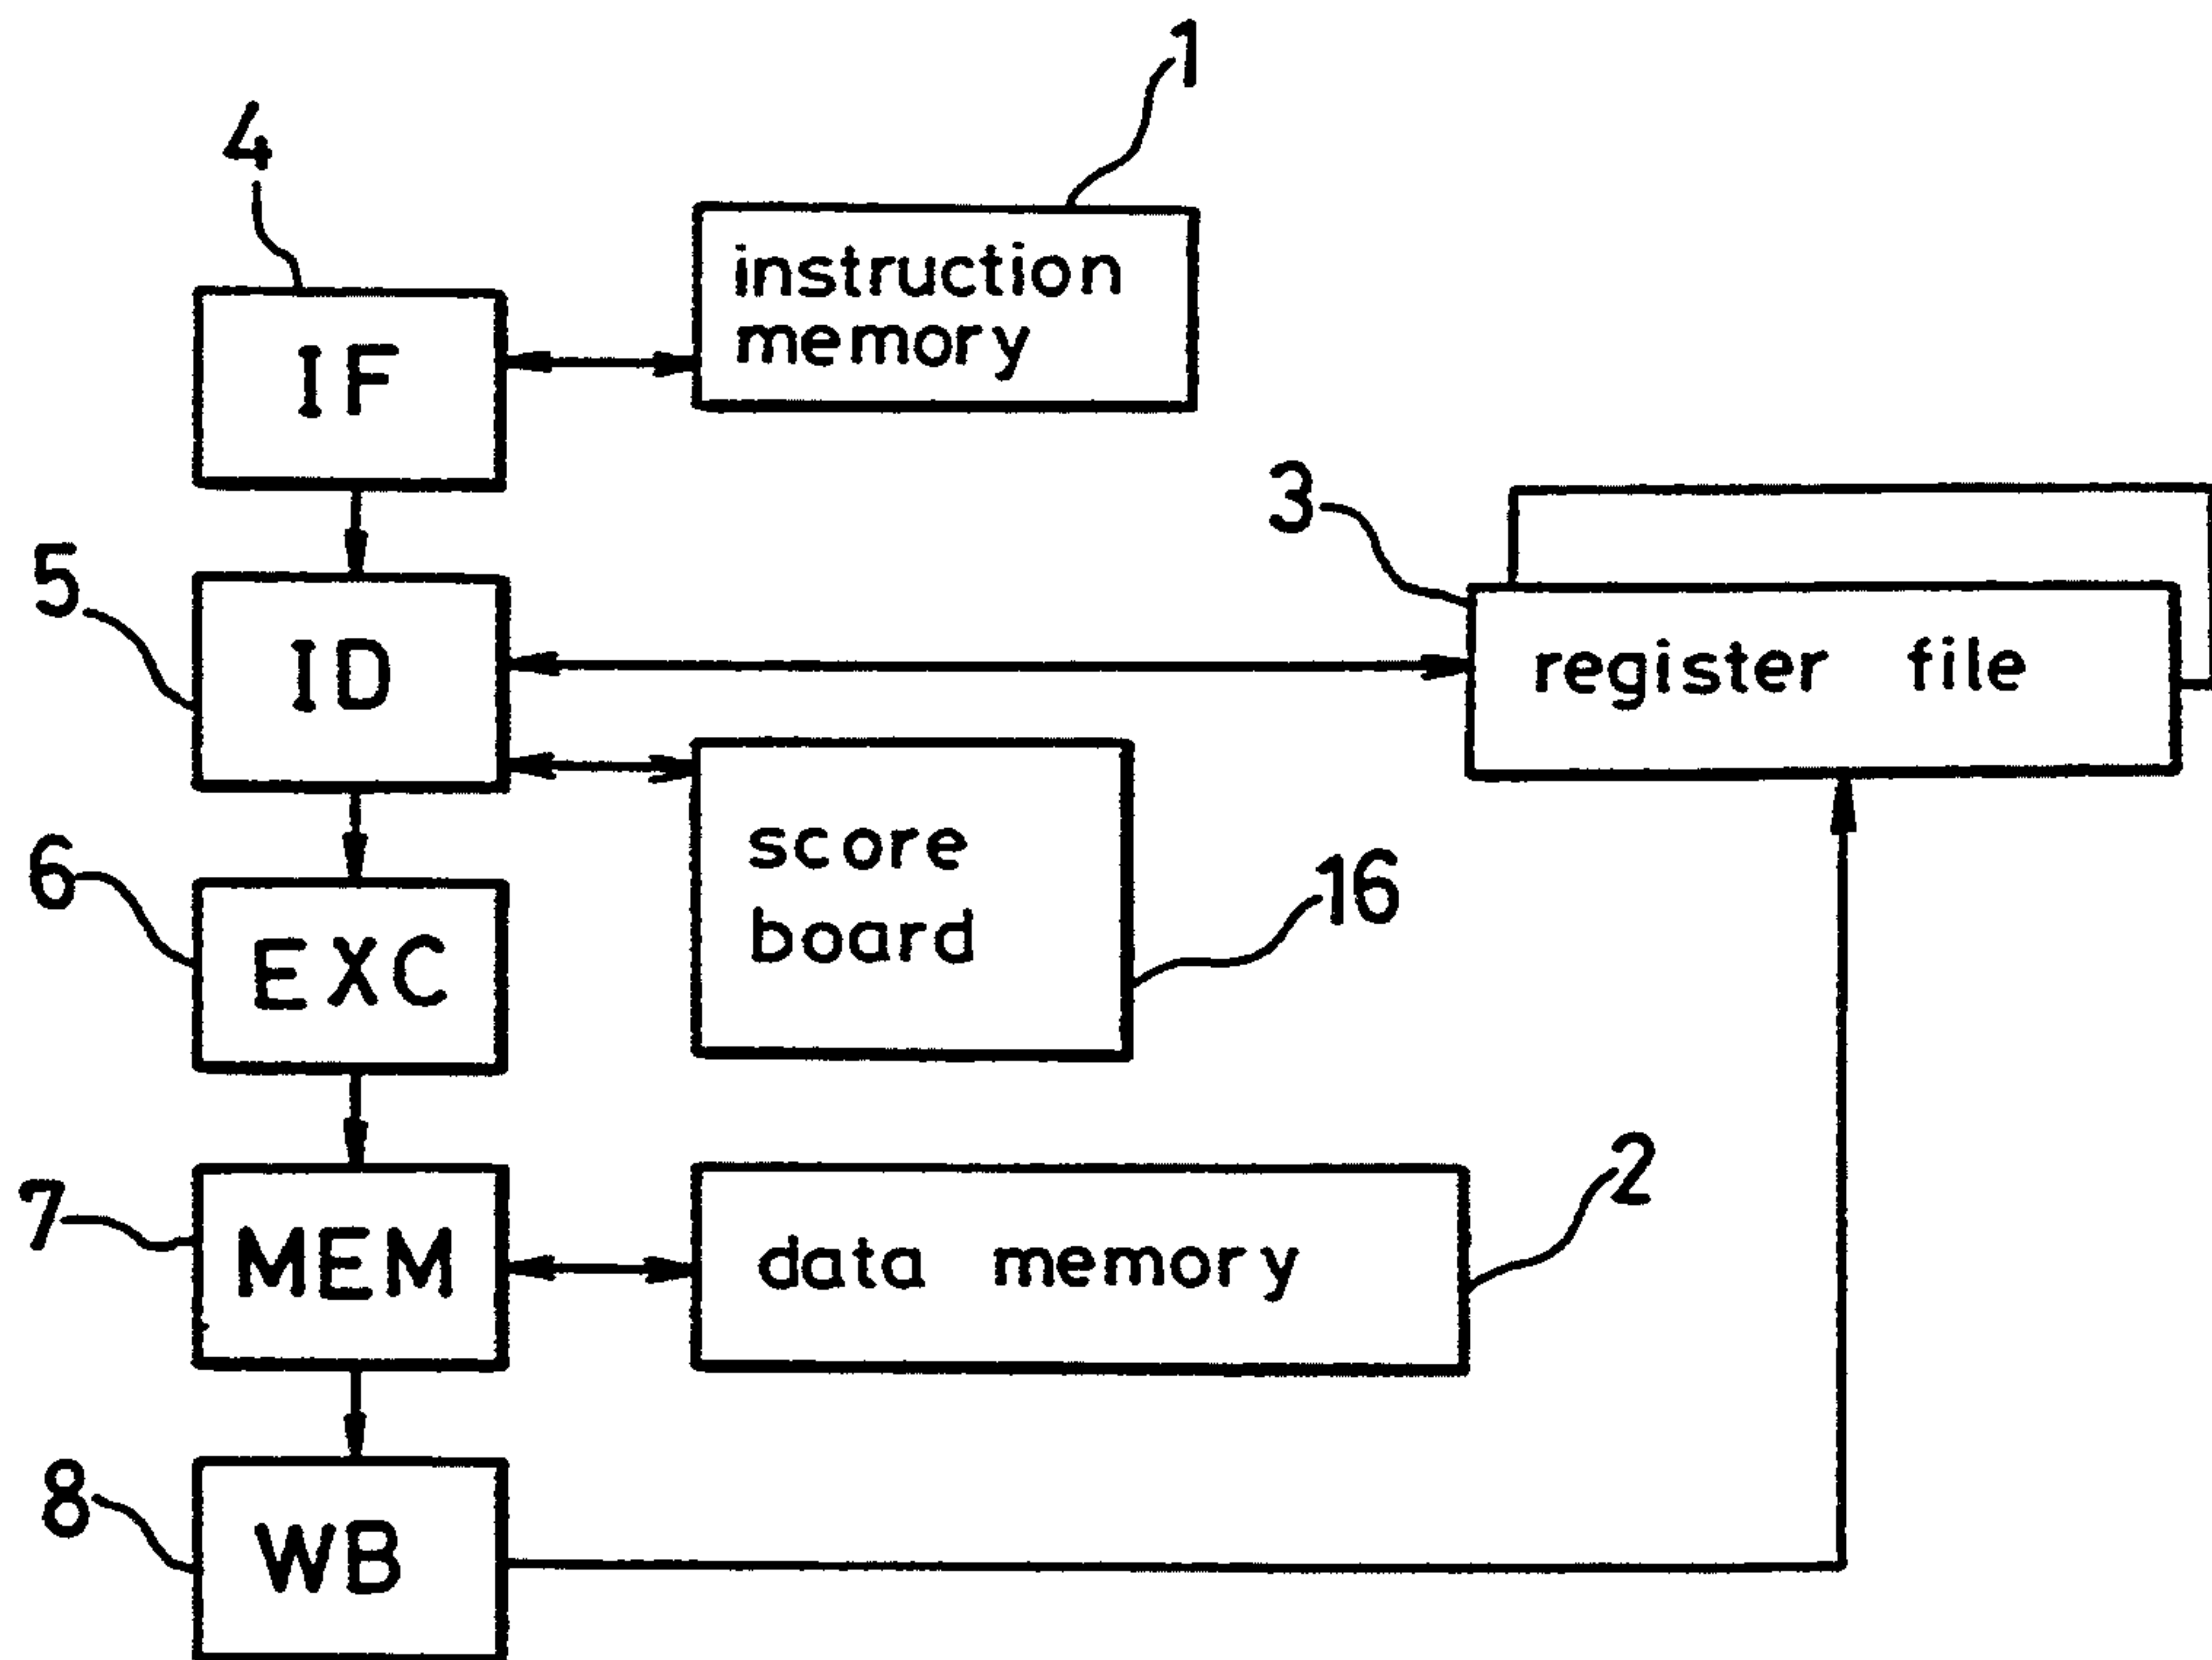 1
4
instruction
memory
IF
3
5
ID
register file
score
board
6
16
EXC
2
7
MEM
data memory
8
WB